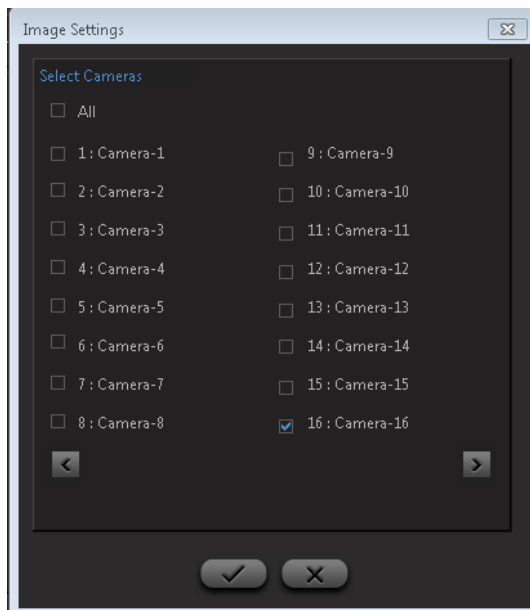 Image Settings
Select Cameras
All
1 : Camera-1
2 : Camera-2
3 : Camera-3
4 : Camera-4
5 : Camera-5
6 : Camera-6
7 : Camera-7
8 : Camera-8
9 : Camera-9
10 : Camera-10
11 : Camera-11
12 : Camera-12
13 : Camera-13
14 : Camera-14
15 : Camera-15
16 : Camera-16